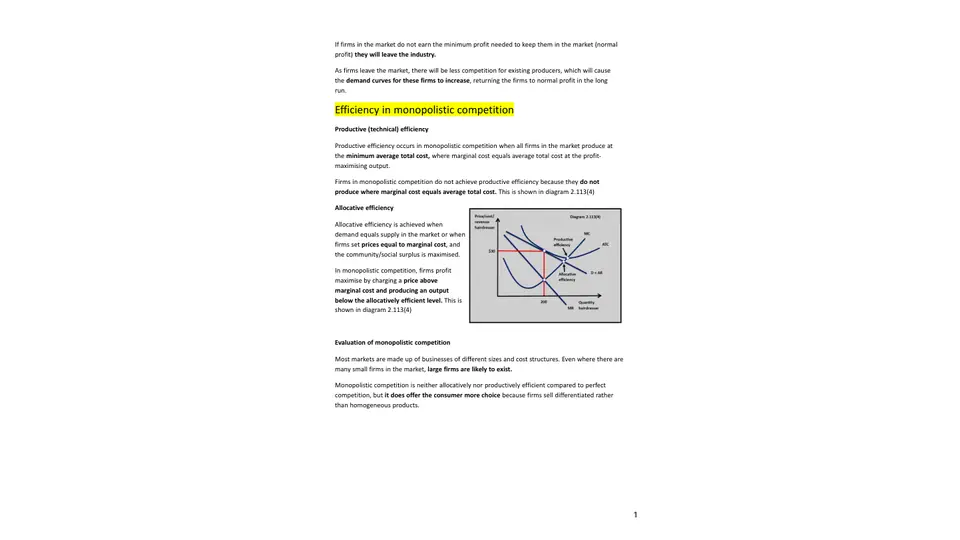 If firms in the market do not earn the minimum profit needed to keep them in the market (normal
profit) they will leave the industry.
As firms leave the market, there will be less competition for existing producers, which will cause
the demand curves for these firms to increase, returning the firms to normal profit in the long
run.
Efficiency in monopolistic competition
Productive (technical) efficiency
Productive efficiency occurs in monopolistic competition when all firms in the market produce at
the minimum average total cost, where marginal cost equals average total cost at the profit-
maximising output.
Firms in monopolistic competition do not achieve productive efficiency because they do not
produce where marginal cost equals average total cost. This is shown in diagram 2.113(4)
Allocative efficiency
Allocative efficiency is achieved when
demand equals supply in the market or when
firms set prices equal to marginal cost, and
the community/social surplus is maximised.
In monopolistic competition, firms profit
maximise by charging a price above
marginal cost and producing an output
below the allocatively efficient level. This is
shown in diagram 2.113(4)
Price/cost/
revenue
hairdresser
Diagram 2.113(4)
MC
Productive
efficiency
ATC
Allocative
efficiency
D = AR
Quantity
hairdresser
MR
Evaluation of monopolistic competition
Most markets are made up of businesses of different sizes and cost structures. Even where there are
many small firms in the market, large firms are likely to exist.
Monopolistic competition is neither allocatively nor productively efficient compared to perfect
competition, but it does offer the consumer more choice because firms sell differentiated rather
than homogeneous products.
1